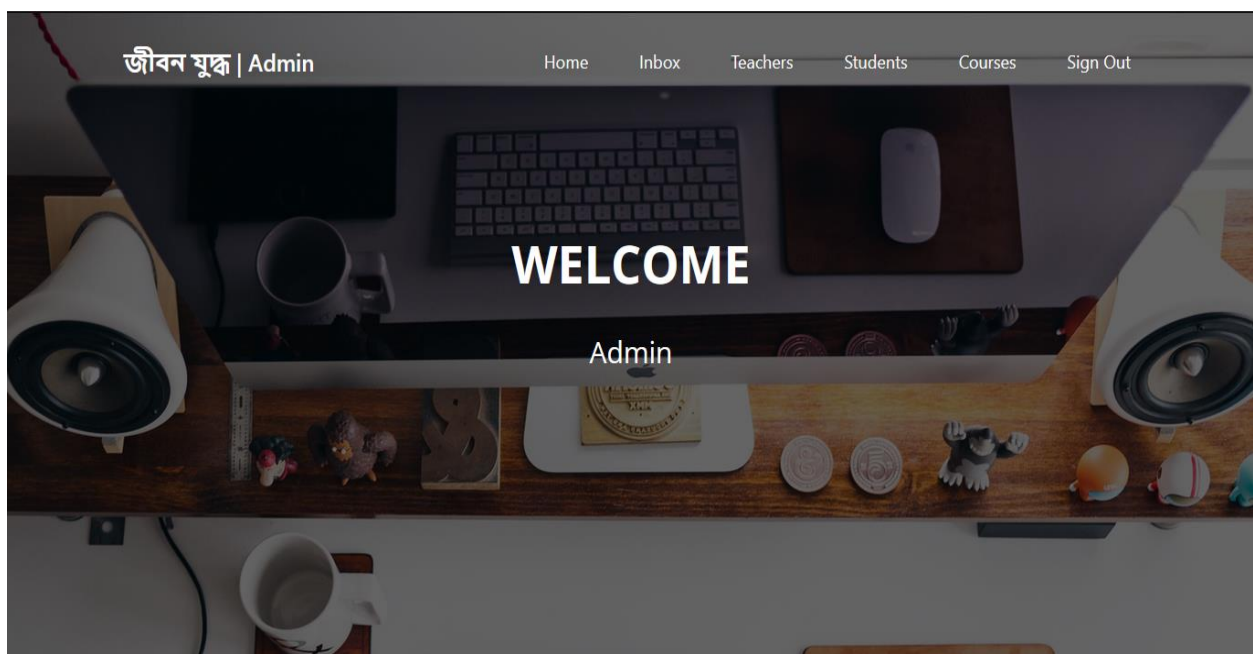 জীবন যুদ্ধ | Admin
Home Inbox Teachers Students Courses Sign Out
WELCOME
Admin